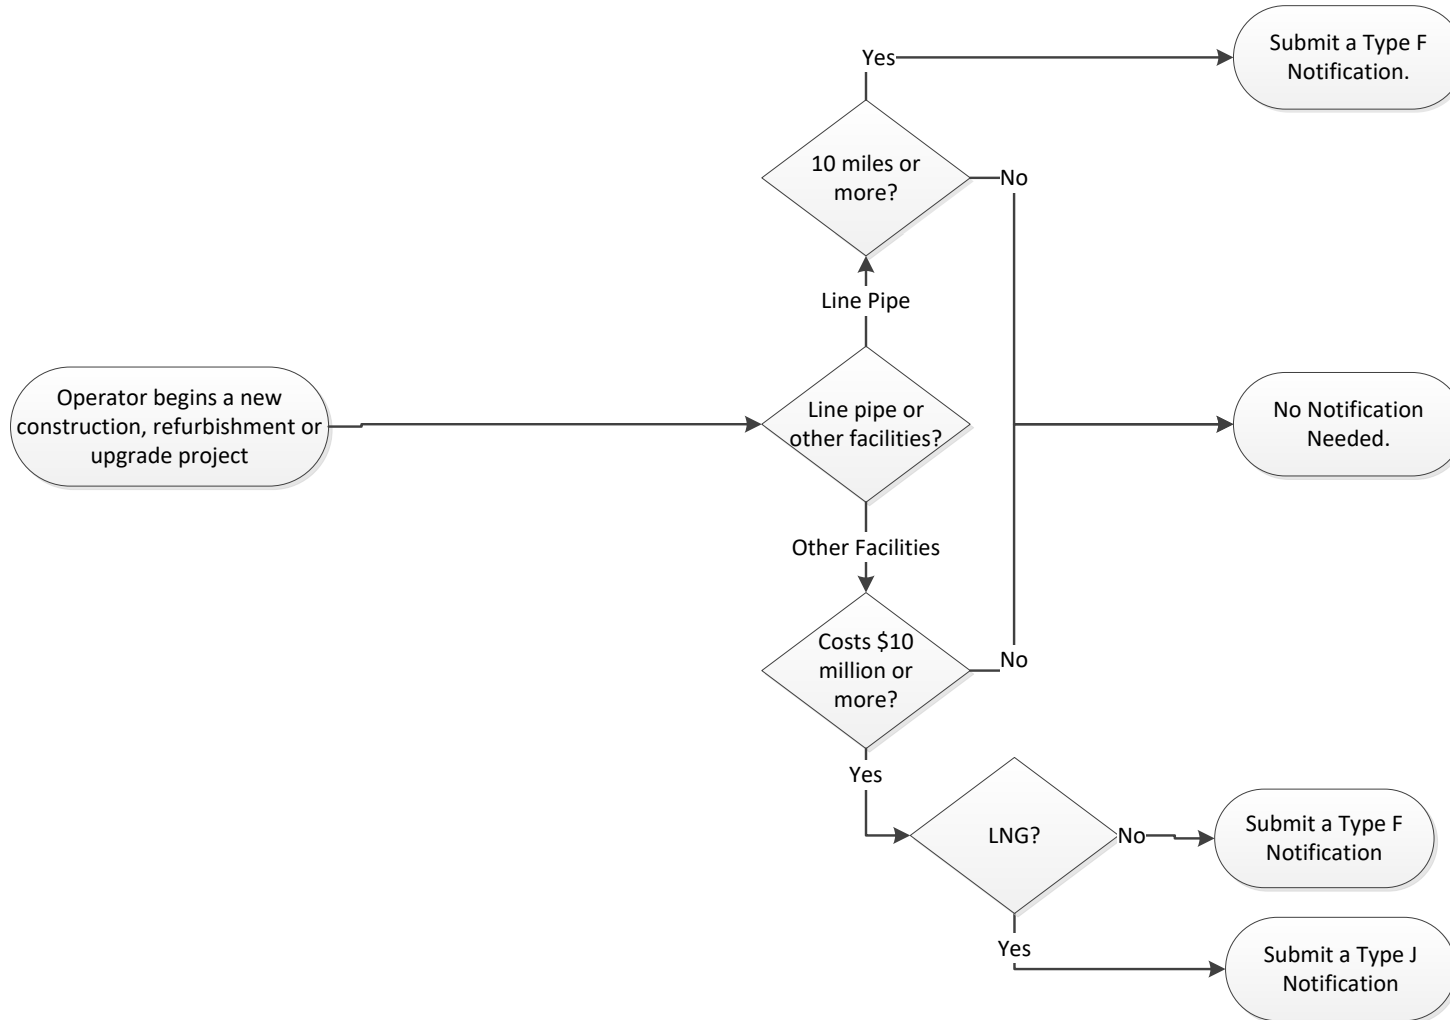 Yes
Submit a Type F
Notification.
10 miles or
more?
No
Line Pipe
Operator begins a new
construction, refurbishment or
upgrade project
Line pipe or
other facilities?
No Notification
Needed.
Other Facilities
Costs $10
million or
more?
No
Yes
LNG?
No
Submit a Type F
Notification
Yes
Submit a Type J
Notification